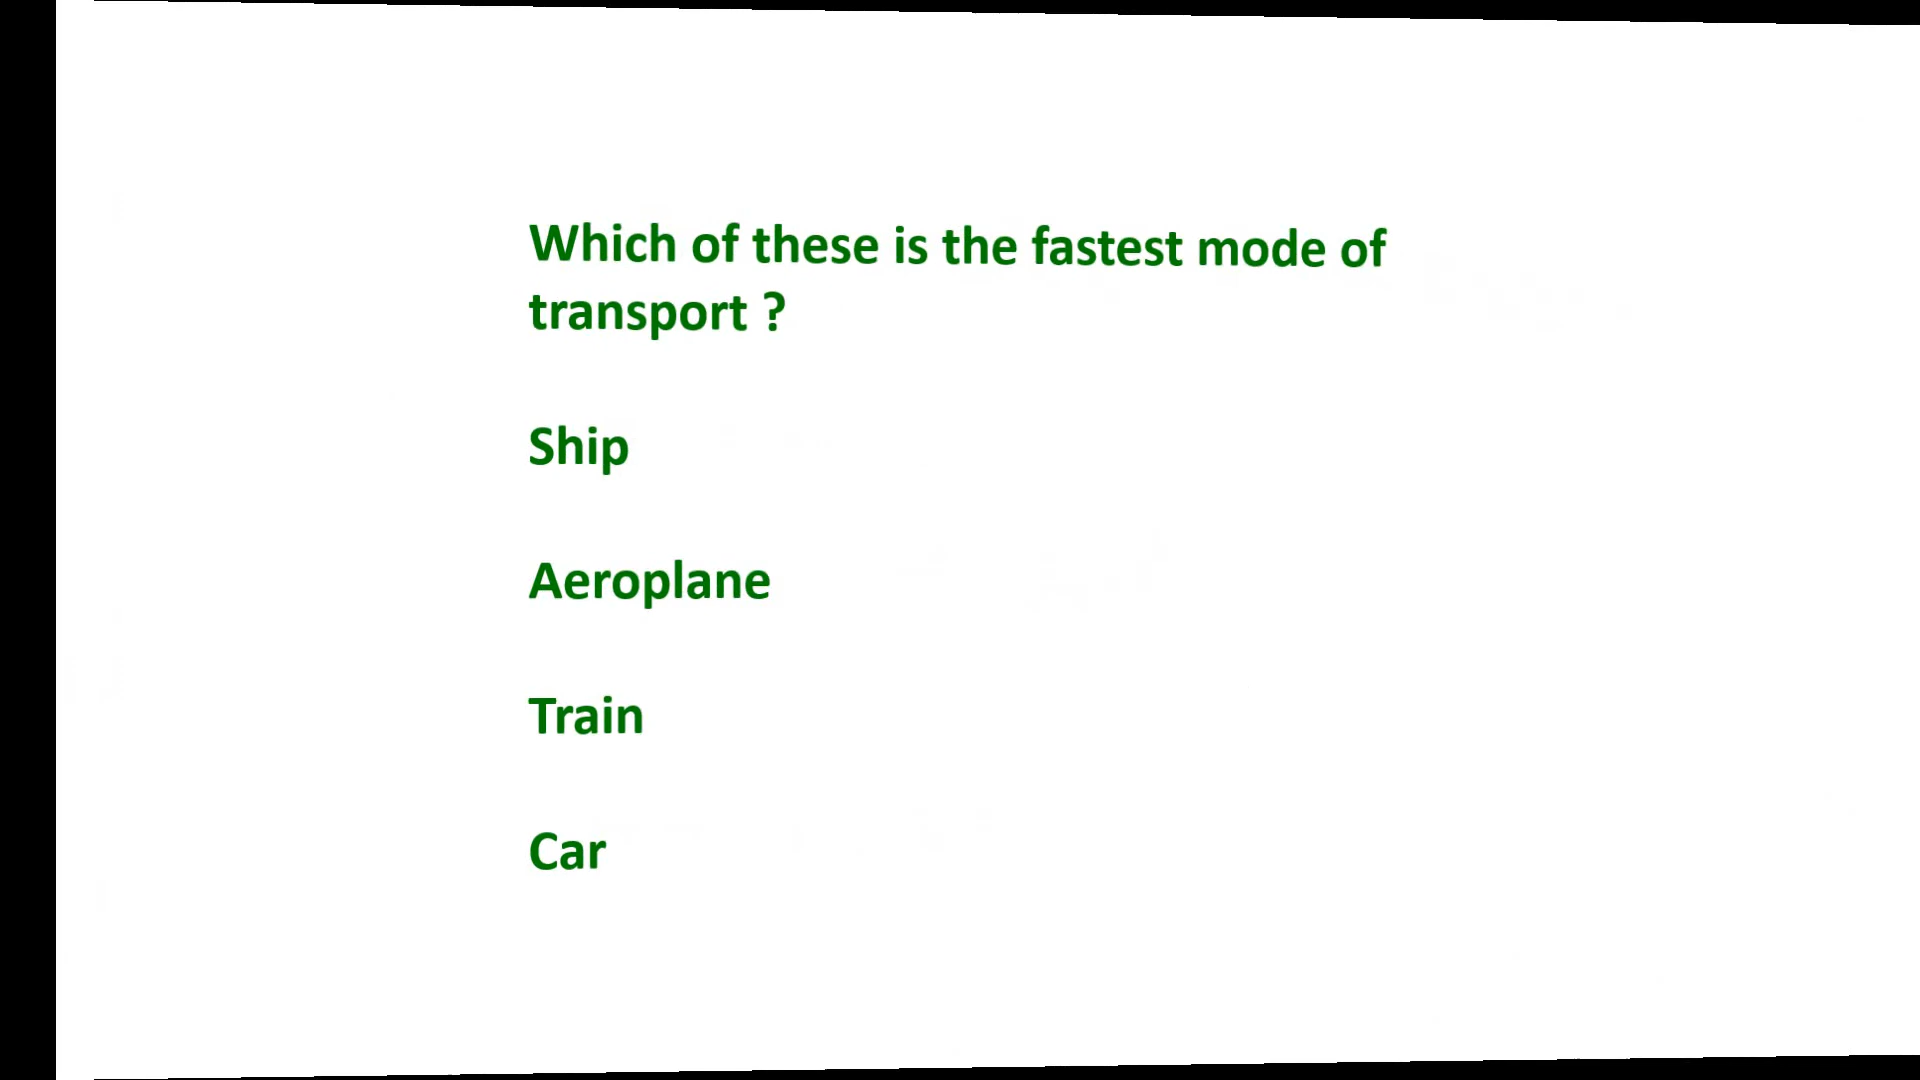 Which of these is the fastest mode of
transport ?
Ship
Aeroplane
Train
Car